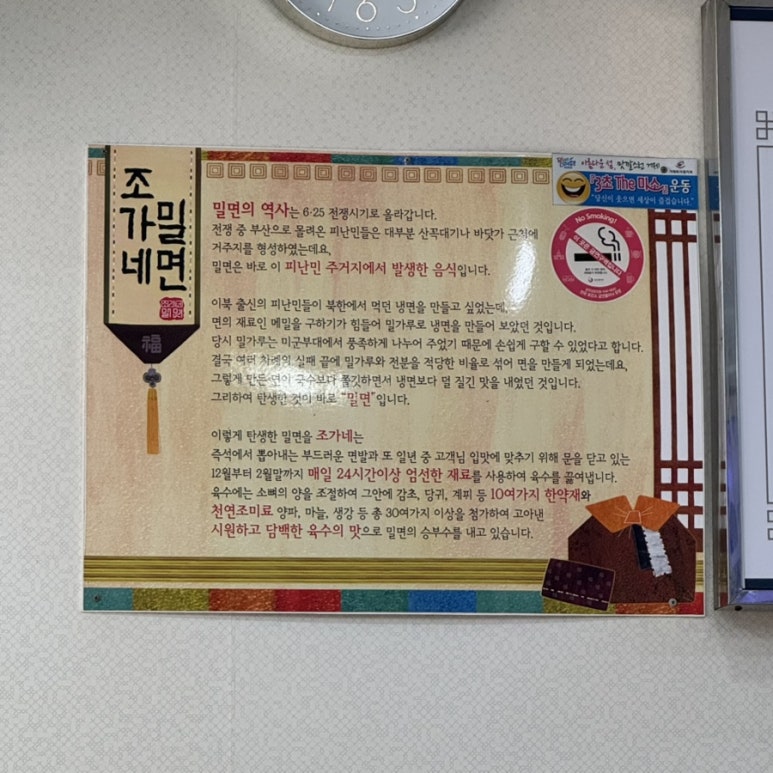 7 6 5
조가네
밀면
福
밀면의 역사는 6·25 전쟁시기로 올라갑니다.
전쟁 중 부산으로 몰려온 피난민들은 대부분 산꼭대기나 바닷가 근처에
거주지를 형성하였는데요,
밀면은 바로 이 피난민 주거지에서 발생한 음식입니다.
이북 출신의 피난민들이 북한에서 먹던 냉면을 만들고 싶었는데,
면의 재료인 메밀을 구하기가 힘들어 밀가루로 냉면을 만들어 보았던 것입니다.
당시 밀가루는 미군부대에서 풍족하게 나누어 주었기 때문에 손쉽게 구할 수 있었다고 합니다.
결국 여러 차례의 실패 끝에 밀가루와 전분을 적당한 비율로 섞어 면을 만들게 되었는데요,
그렇게 만든 면이 국수보다 쫄깃하면서 냉면보다 덜 질긴 맛을 내었던 것입니다.
그리하여 탄생한 것이 바로 "밀면"입니다.
이렇게 탄생한 밀면을 조가네는
즉석에서 뽑아내는 부드러운 면발과 또 일년 중 고객님 입맛에 맞추기 위해 문을 닫고 있는
12월부터 2월말까지 매일 24시간이상 엄선한 재료를 사용하여 육수를 끓여냅니다.
육수에는 소뼈의 양을 조절하여 그안에 감초, 당귀, 계피 등 10여가지 한약재와
천연조미료 양파, 마늘, 생강 등 총 30여가지 이상을 첨가하여 고아낸
시원하고 담백한 육수의 맛으로 밀면의 승부수를 내고 있습니다.
3초 The 미소 운동
"당신이 웃으면 세상이 즐겁습니다."
No Smoking!